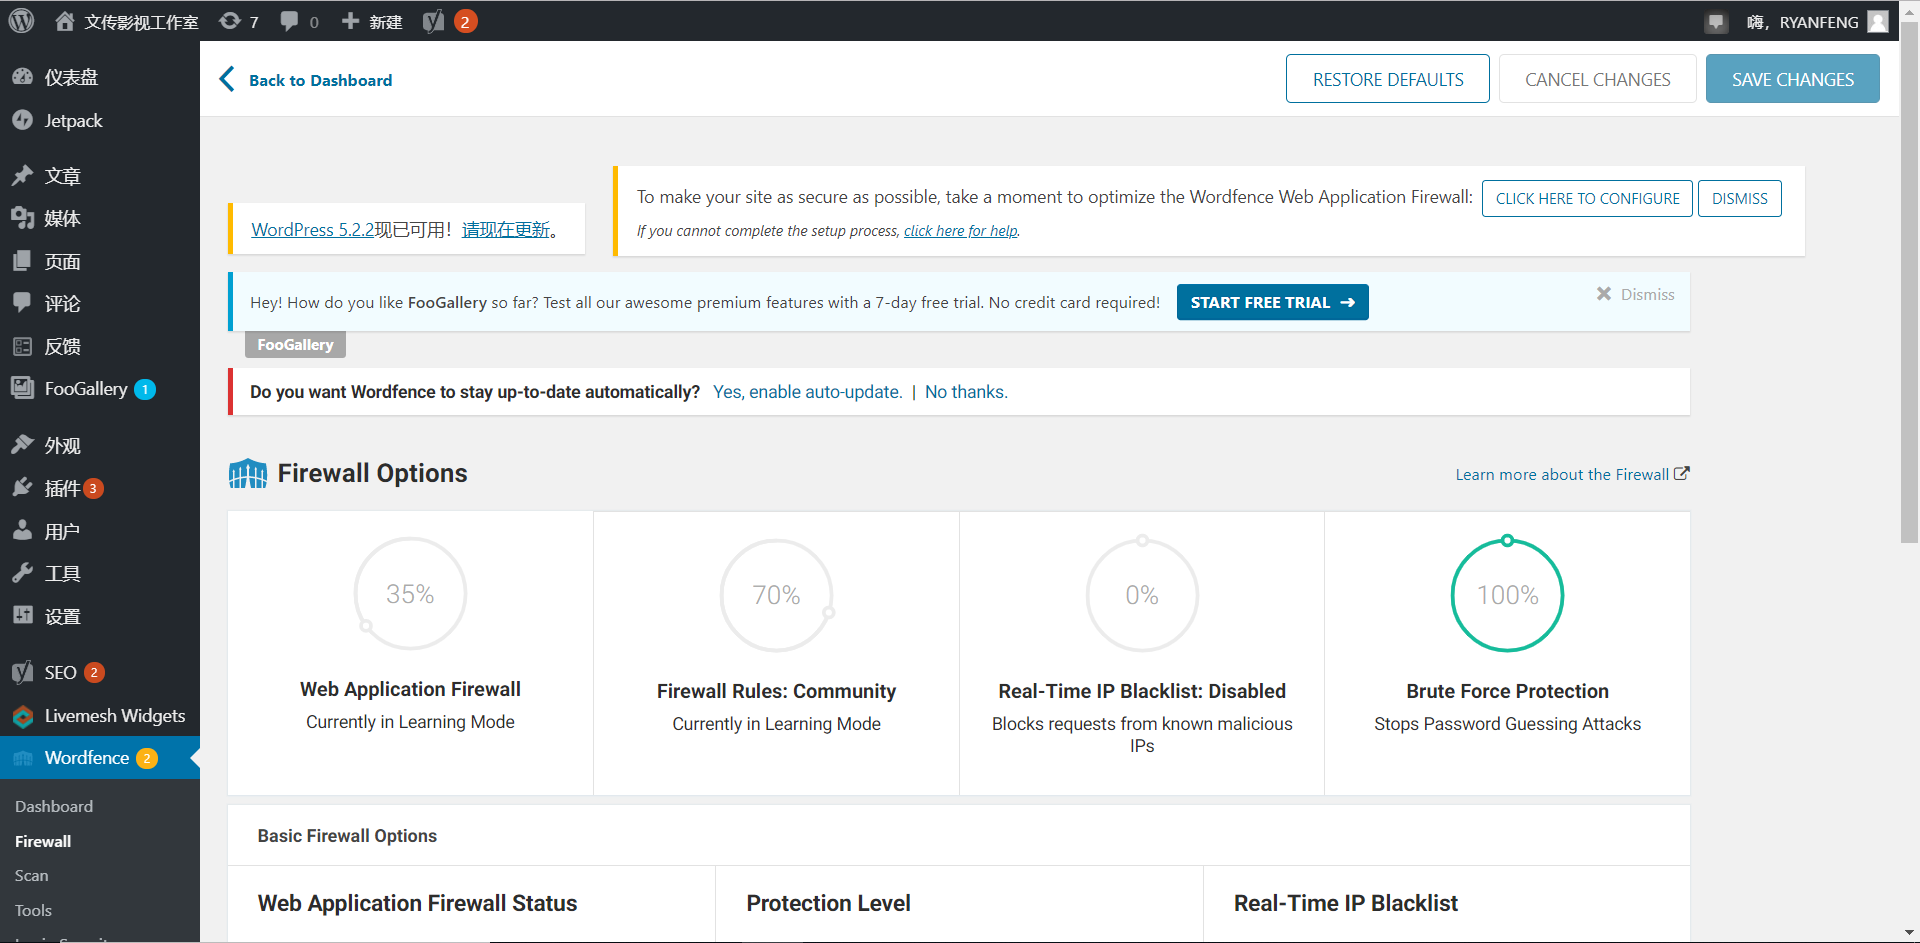 文传影视工作室 7 0 新建 2 嗨，RYANFENG
仪表盘
Jetpack
文章
媒体
页面
评论
反馈
FooGallery 1
外观
插件 3
用户
工具
设置
SEO 2
Livemesh Widgets
Wordfence 2
Dashboard
Firewall
Scan
Tools
Back to Dashboard
RESTORE DEFAULTS CANCEL CHANGES SAVE CHANGES
WordPress 5.2.2现已可用！请现在更新。
To make your site as secure as possible, take a moment to optimize the Wordfence Web Application Firewall: CLICK HERE TO CONFIGURE DISMISS
If you cannot complete the setup process, click here for help.
Hey! How do you like FooGallery so far? Test all our awesome premium features with a 7-day free trial. No credit card required! START FREE TRIAL ➜ Dismiss
FooGallery
Do you want Wordfence to stay up-to-date automatically? Yes, enable auto-update. | No thanks.
Firewall Options
Learn more about the Firewall
35%
Web Application Firewall
Currently in Learning Mode
70%
Firewall Rules: Community
Currently in Learning Mode
0%
Real-Time IP Blacklist: Disabled
Blocks requests from known malicious
IPs
100%
Brute Force Protection
Stops Password Guessing Attacks
Basic Firewall Options
Web Application Firewall Status
Protection Level
Real-Time IP Blacklist